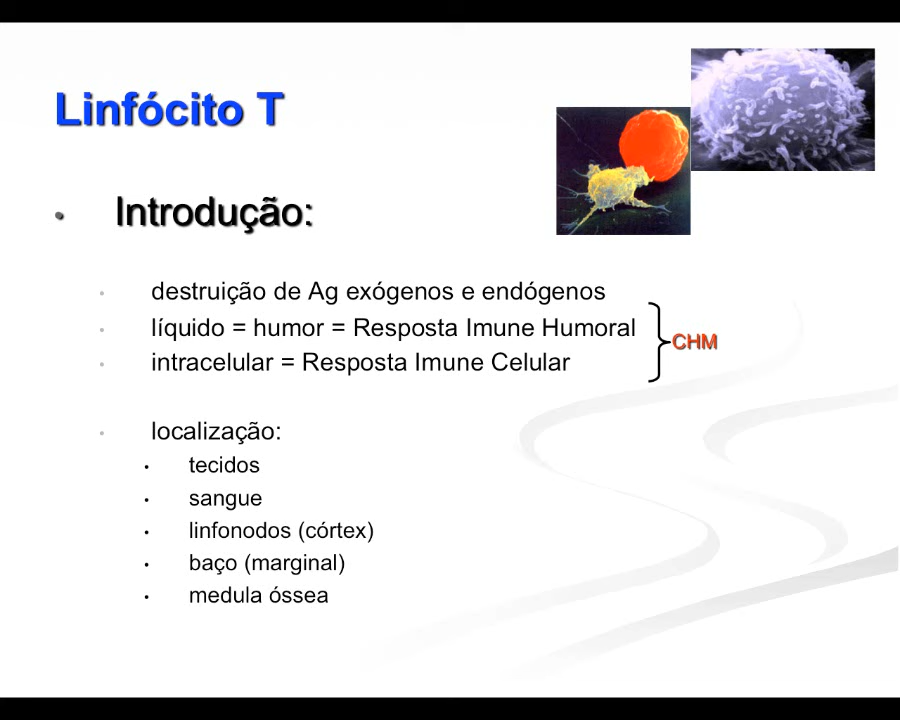 Linfócito T
• Introdução:
• destruição de Ag exógenos e endógenos
• líquido = humor = Resposta Imune Humoral
CHM
• intracelular = Resposta Imune Celular
• localização:
• tecidos
• sangue
• linfonodos (córtex)
• baço (marginal)
• medula óssea